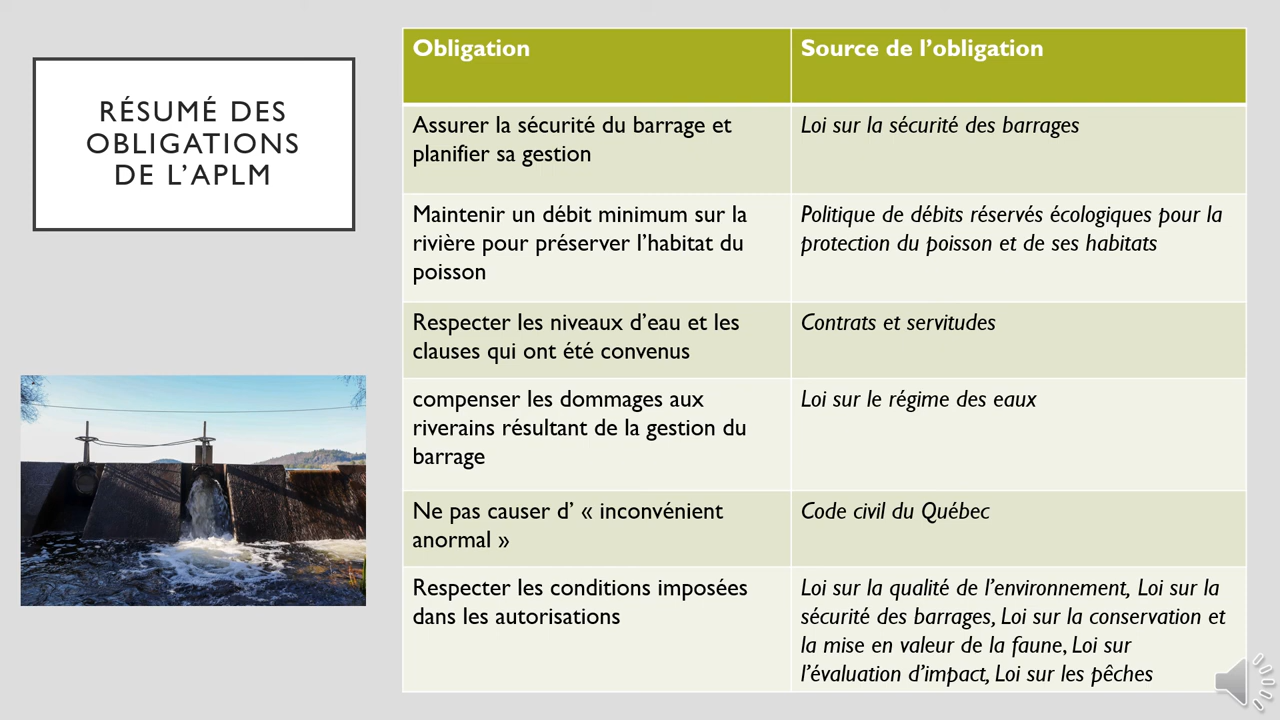 RÉSUMÉ DES
OBLIGATIONS
DE L’APLM
Obligation
Source de l’obligation
Assurer la sécurité du barrage et
planifier sa gestion
Loi sur la sécurité des barrages
Maintenir un débit minimum sur la
rivière pour préserver l’habitat du
poisson
Politique de débits réservés écologiques pour la
protection du poisson et de ses habitats
Respecter les niveaux d’eau et les
clauses qui ont été convenus
Contrats et servitudes
compenser les dommages aux
riverains résultant de la gestion du
barrage
Loi sur le régime des eaux
Ne pas causer d’ « inconvénient
anormal »
Code civil du Québec
Respecter les conditions imposées
dans les autorisations
Loi sur la qualité de l’environnement, Loi sur la
sécurité des barrages, Loi sur la conservation et
la mise en valeur de la faune, Loi sur
l’évaluation d’impact, Loi sur les pêches